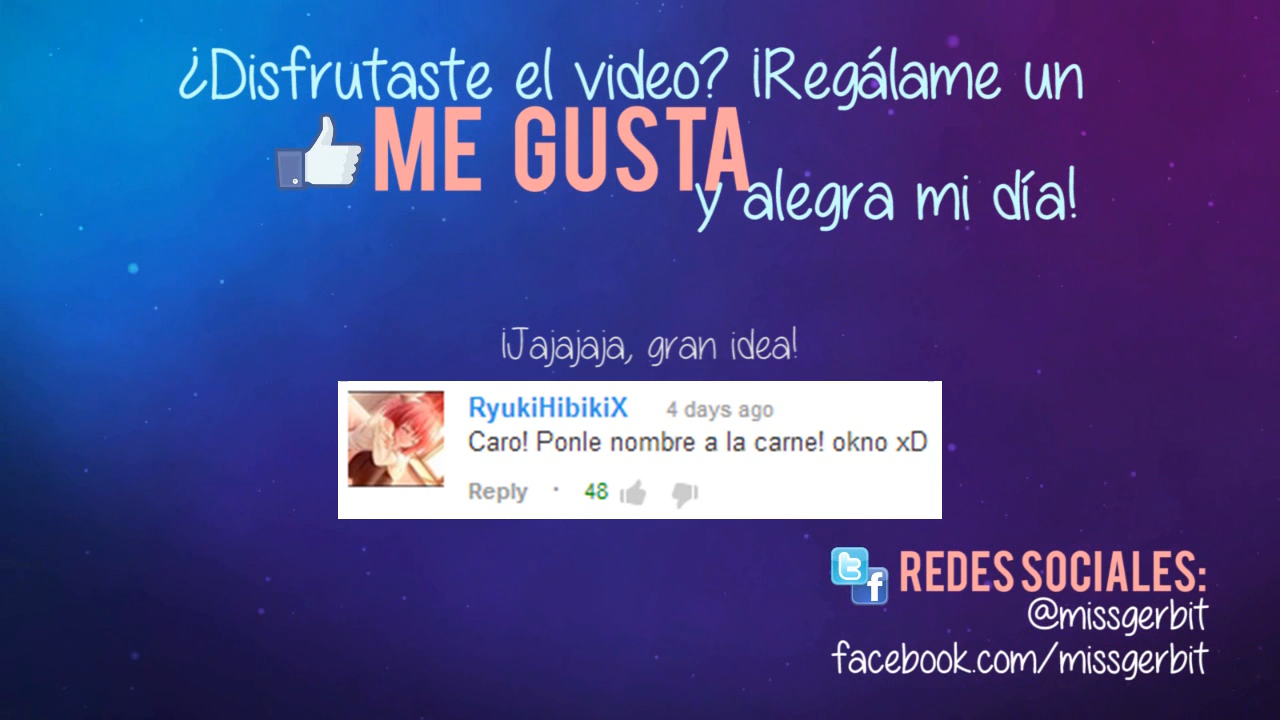 ¿Disfrutaste el video? ¡Regálame un
ME GUSTA
y alegra mi día!
¡Jajajaja, gran idea!
RyukiHibikiX 4 days ago
Caro! Ponle nombre a la carne! okno xD
Reply · 48
REDES SOCIALES:
@missgerbit
facebook.com/missgerbit